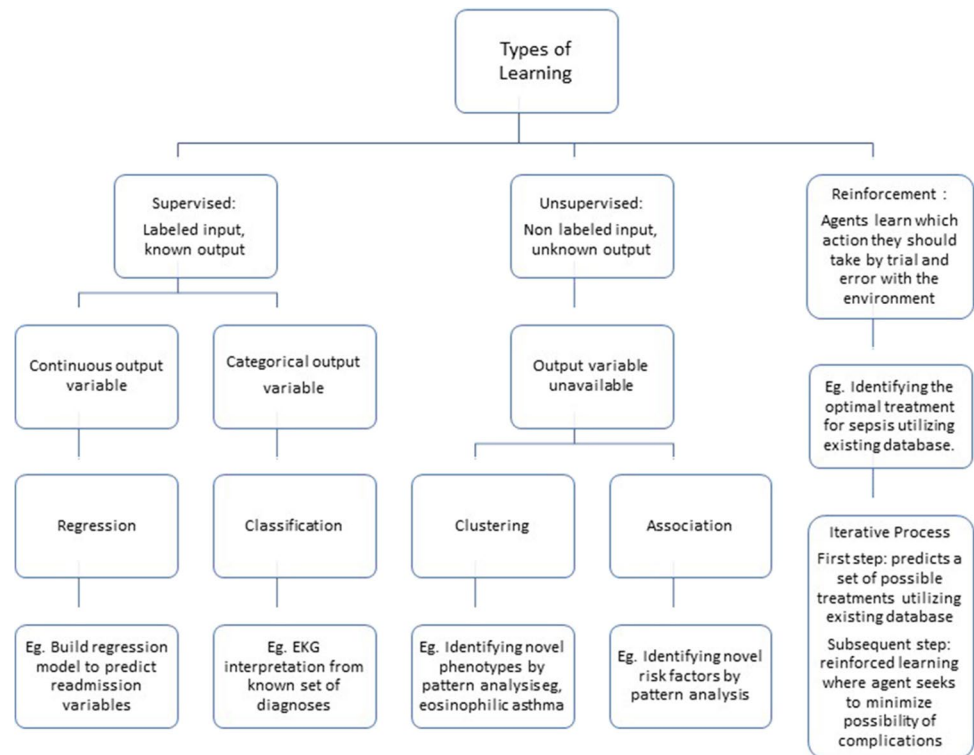 Types of
Learning
Supervised:
Labeled input,
known output
Unsupervised:
Non labeled input,
unknown output
Reinforcement :
Agents learn which
action they should
take by trial and
error with the
environment
Continuous output
variable
Categorical output
variable
Output variable
unavailable
Eg. Identifying the
optimal treatment
for sepsis utilizing
existing database.
Regression
Classification
Clustering
Association
Iterative Process
First step: predicts a
set of possible
treatments utilizing
existing database
Subsequent step:
reinforced learning
where agent seeks
to minimize
possibility of
complications
Eg. Build regression
model to predict
readmission
variables
Eg. EKG
interpretation from
known set of
diagnoses
Eg. Identifying novel
phenotypes by
pattern analysiseg,
eosinophilic asthma
Eg. Identifying novel
risk factors by
pattern analysis